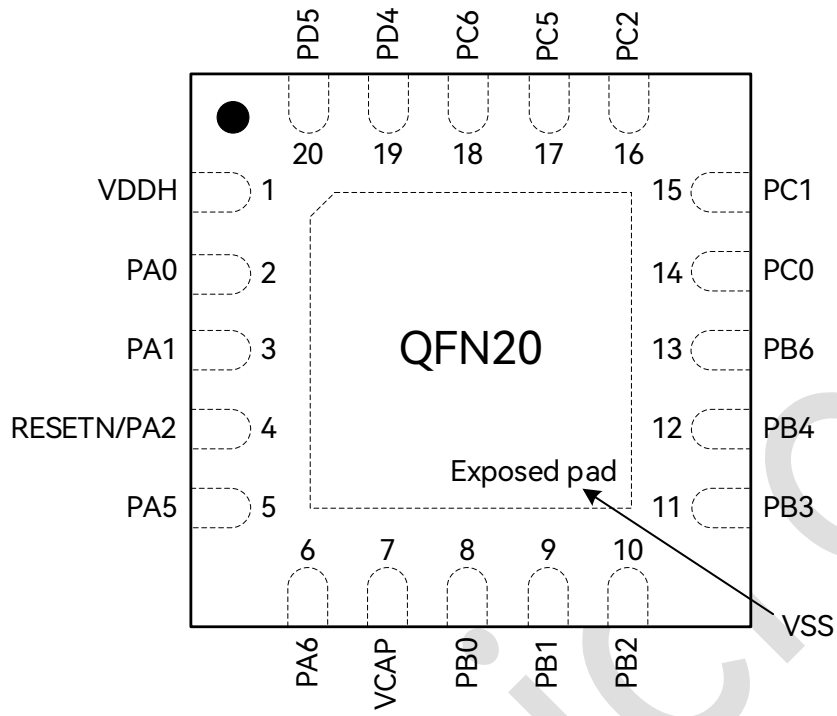 PD5 PD4 PC6 PC5 PC2
20 19 18 17 16
VDDH 1 15 PC1
PA0 2 14 PC0
PA1 3 QFN20 13 PB6
RESETN/PA2 4 12 PB4
Exposed pad
PA5 5 11 PB3
6 7 8 9 10
VSS
PA6 VCAP PB0 PB1 PB2